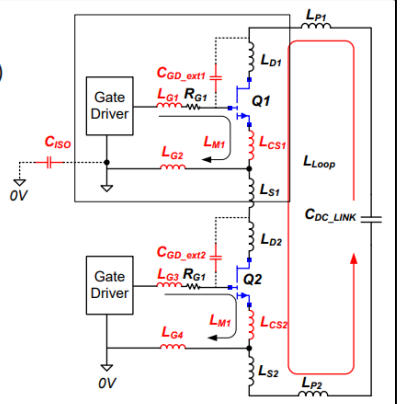 )
L_P1
L_D1
C_GD_ext1
Gate
Driver
L_G1 R_G1
Q1
C_ISO
L_M1
L_CS1
L_G2
L_Loop
0V
L_S1
C_DC_LINK
L_D2
C_GD_ext2
Gate
Driver
L_G3 R_G1
Q2
L_M1
L_CS2
L_G4
L_S2
0V
L_P2